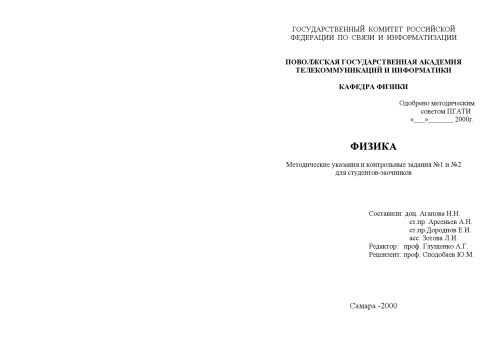 ГОСУДАРСТВЕННЫЙ КОМИТЕТ РОССИЙСКОЙ
ФЕДЕРАЦИИ ПО СВЯЗИ И ИНФОРМАТИЗАЦИИ
ПОВОЛЖСКАЯ ГОСУДАРСТВЕННАЯ АКАДЕМИЯ
ТЕЛЕКОММУНИКАЦИЙ И ИНФОРМАТИКИ
КАФЕДРА ФИЗИКИ
Одобрено методическим
советом ПГАТИ
«___»_______ 2000г.
ФИЗИКА
Методические указания и контрольные задания №1 и №2
для студентов-заочников
Составили: доц. Агапова Н.Н.
ст.пр. Арсеньев А.Н.
ст.пр.Дороднов Е.И.
асс. Зотова Л.И.
Редактор: проф. Глущенко А.Г.
Рецензент: проф. Сподобаев Ю.М.
Самара -2000